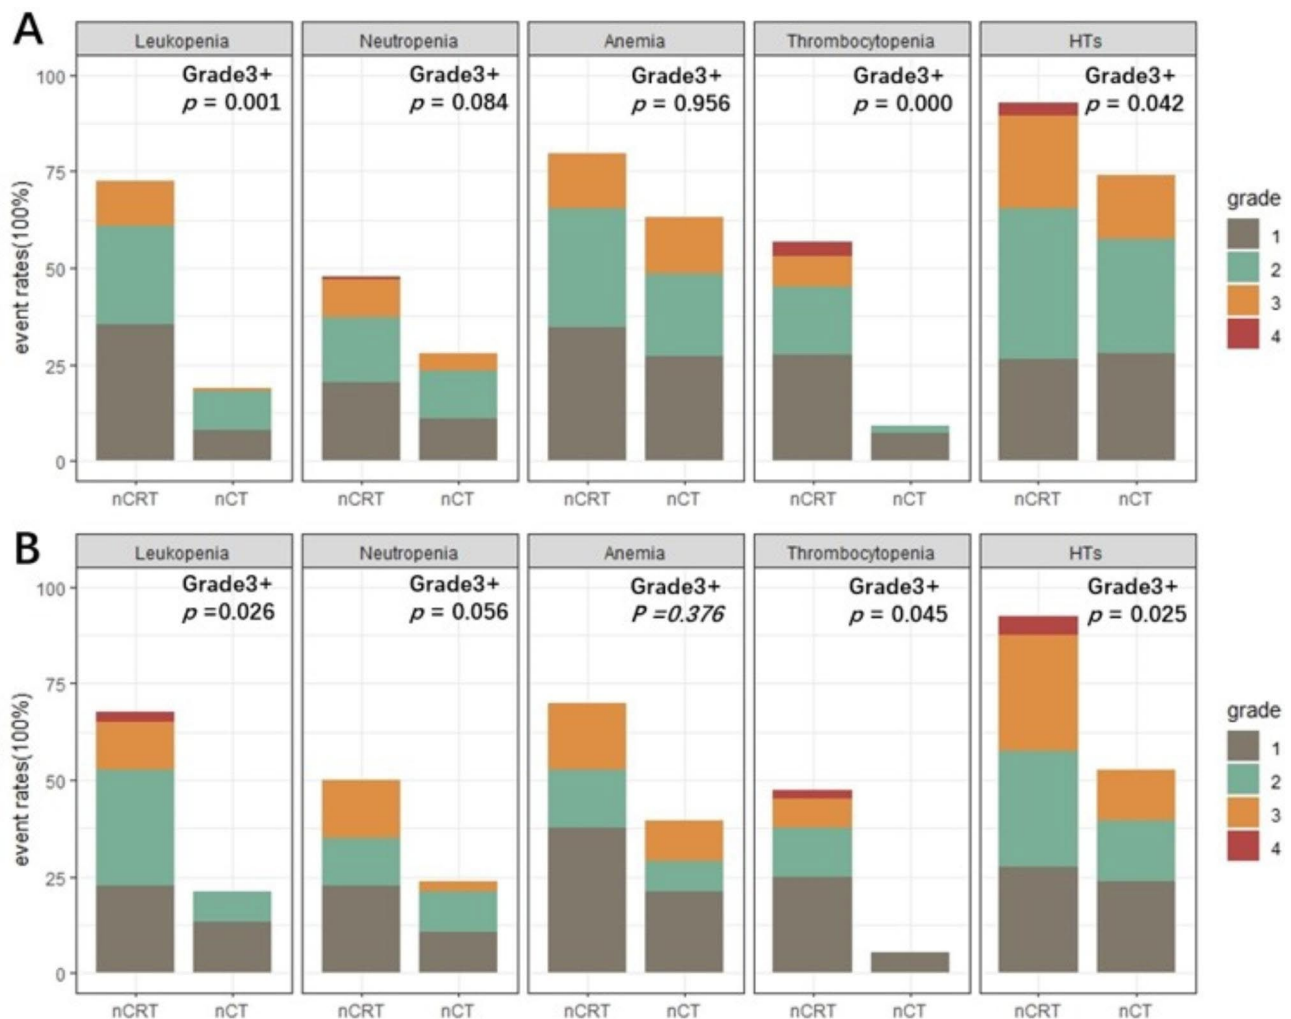 A
Leukopenia Neutropenia Anemia Thrombocytopenia HTs
Grade3+ Grade3+ Grade3+ Grade3+ Grade3+
p = 0.001 p = 0.084 p = 0.956 p = 0.000 p = 0.042
100
75
50
25
0
event rates(100%)
nCRT nCT nCRT nCT nCRT nCT nCRT nCT nCRT nCT
grade
1
2
3
4
B
Leukopenia Neutropenia Anemia Thrombocytopenia HTs
Grade3+ Grade3+ Grade3+ Grade3+ Grade3+
p =0.026 p = 0.056 P =0.376 p = 0.045 p = 0.025
100
75
50
25
0
event rates(100%)
nCRT nCT nCRT nCT nCRT nCT nCRT nCT nCRT nCT
grade
1
2
3
4